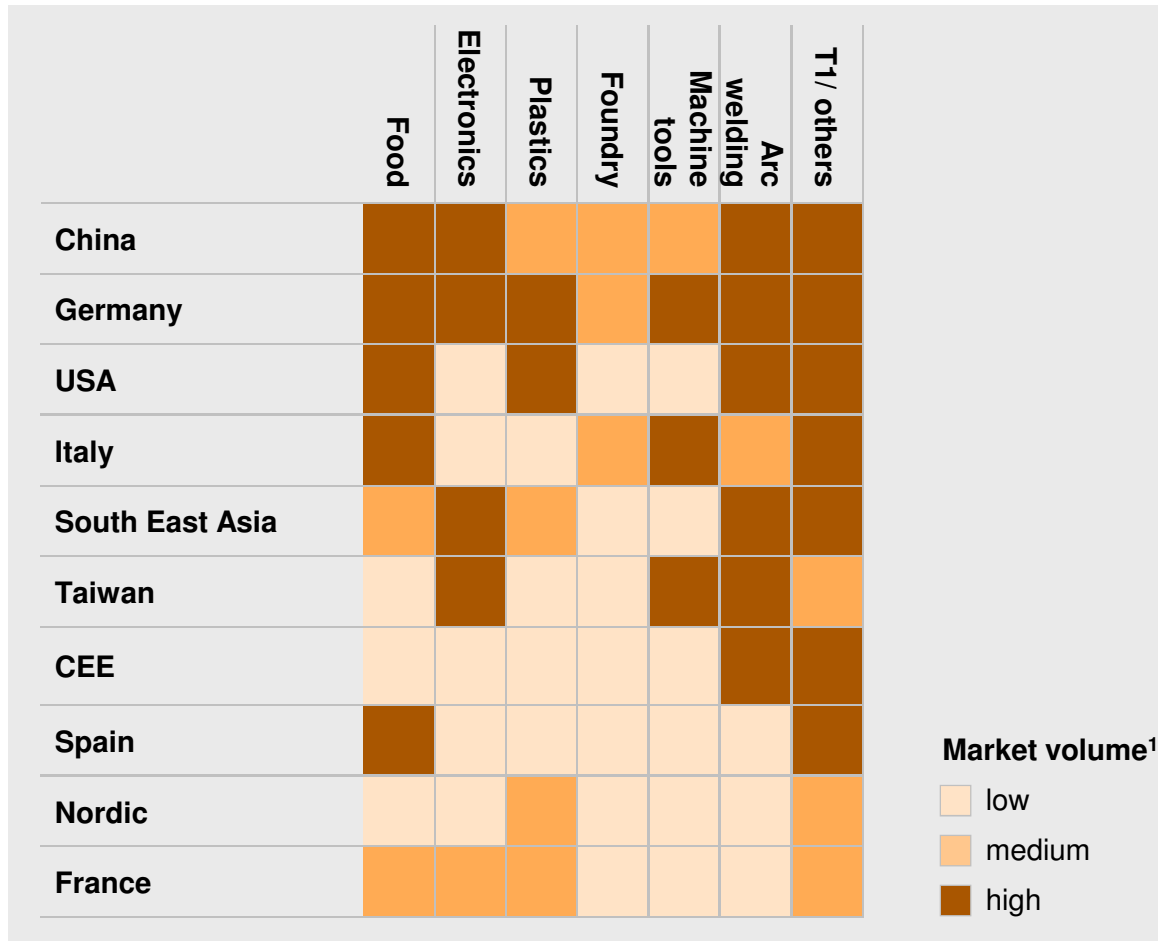 Food
Electronics
Plastics
Foundry
Machine
tools
Arc
welding
T1/ others
China
Germany
USA
Italy
South East Asia
Taiwan
CEE
Spain
Nordic
France
Market volume¹
low
medium
high